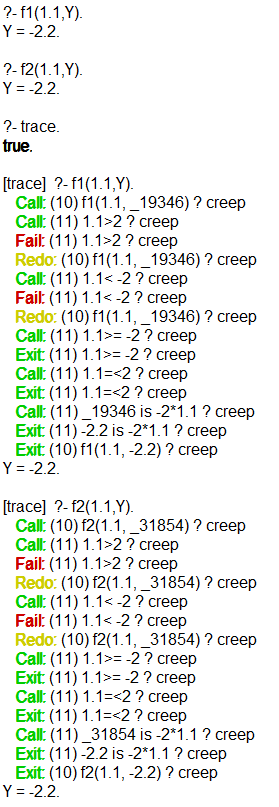 ?- f1(1.1,Y).
Y = -2.2.
?- f2(1.1,Y).
Y = -2.2.
?- trace.
true.
[trace]  ?- f1(1.1,Y).
Call: (10) f1(1.1, _19346) ? creep
Call: (11) 1.1>2 ? creep
Fail: (11) 1.1>2 ? creep
Redo: (10) f1(1.1, _19346) ? creep
Call: (11) 1.1< -2 ? creep
Fail: (11) 1.1< -2 ? creep
Redo: (10) f1(1.1, _19346) ? creep
Call: (11) 1.1>= -2 ? creep
Exit: (11) 1.1>= -2 ? creep
Call: (11) 1.1=<2 ? creep
Exit: (11) 1.1=<2 ? creep
Call: (11) _19346 is -2*1.1 ? creep
Exit: (11) -2.2 is -2*1.1 ? creep
Exit: (10) f1(1.1, -2.2) ? creep
Y = -2.2.
[trace]  ?- f2(1.1,Y).
Call: (10) f2(1.1, _31854) ? creep
Call: (11) 1.1>2 ? creep
Fail: (11) 1.1>2 ? creep
Redo: (10) f2(1.1, _31854) ? creep
Call: (11) 1.1< -2 ? creep
Fail: (11) 1.1< -2 ? creep
Redo: (10) f2(1.1, _31854) ? creep
Call: (11) 1.1>= -2 ? creep
Exit: (11) 1.1>= -2 ? creep
Call: (11) 1.1=<2 ? creep
Exit: (11) 1.1=<2 ? creep
Call: (11) _31854 is -2*1.1 ? creep
Exit: (11) -2.2 is -2*1.1 ? creep
Exit: (10) f2(1.1, -2.2) ? creep
Y = -2.2.